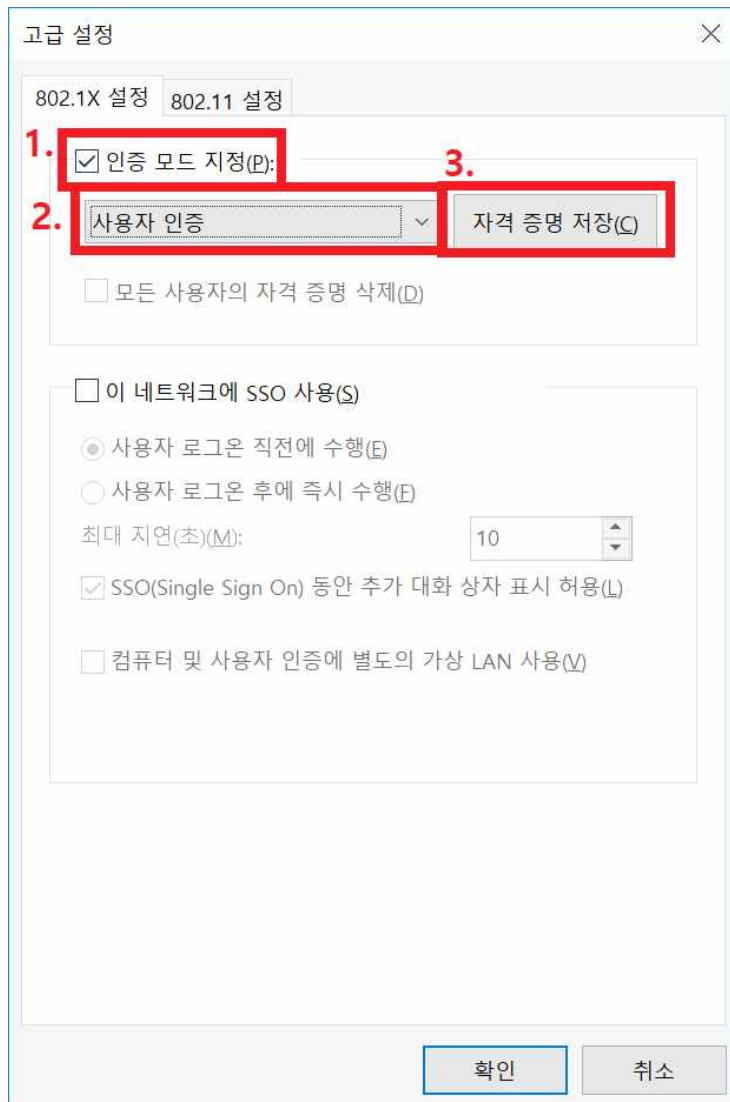 고급 설정
802.1X 설정 802.11 설정
1. 인증 모드 지정(P):
2. 사용자 인증 3. 자격 증명 저장(C)
모든 사용자의 자격 증명 삭제(D)
이 네트워크에 SSO 사용(S)
사용자 로그온 직전에 수행(E)
사용자 로그온 후에 즉시 수행(F)
최대 지연(초)(M): 10
SSO(Single Sign On) 동안 추가 대화 상자 표시 허용(L)
컴퓨터 및 사용자 인증에 별도의 가상 LAN 사용(V)
확인 취소